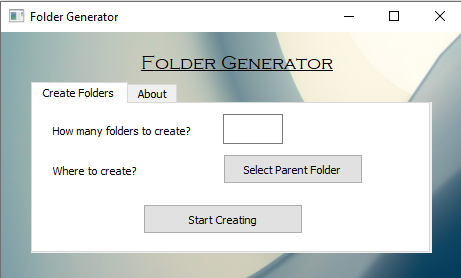 Folder Generator
Folder Generator
Create Folders About
How many folders to create?
Where to create? Select Parent Folder
Start Creating